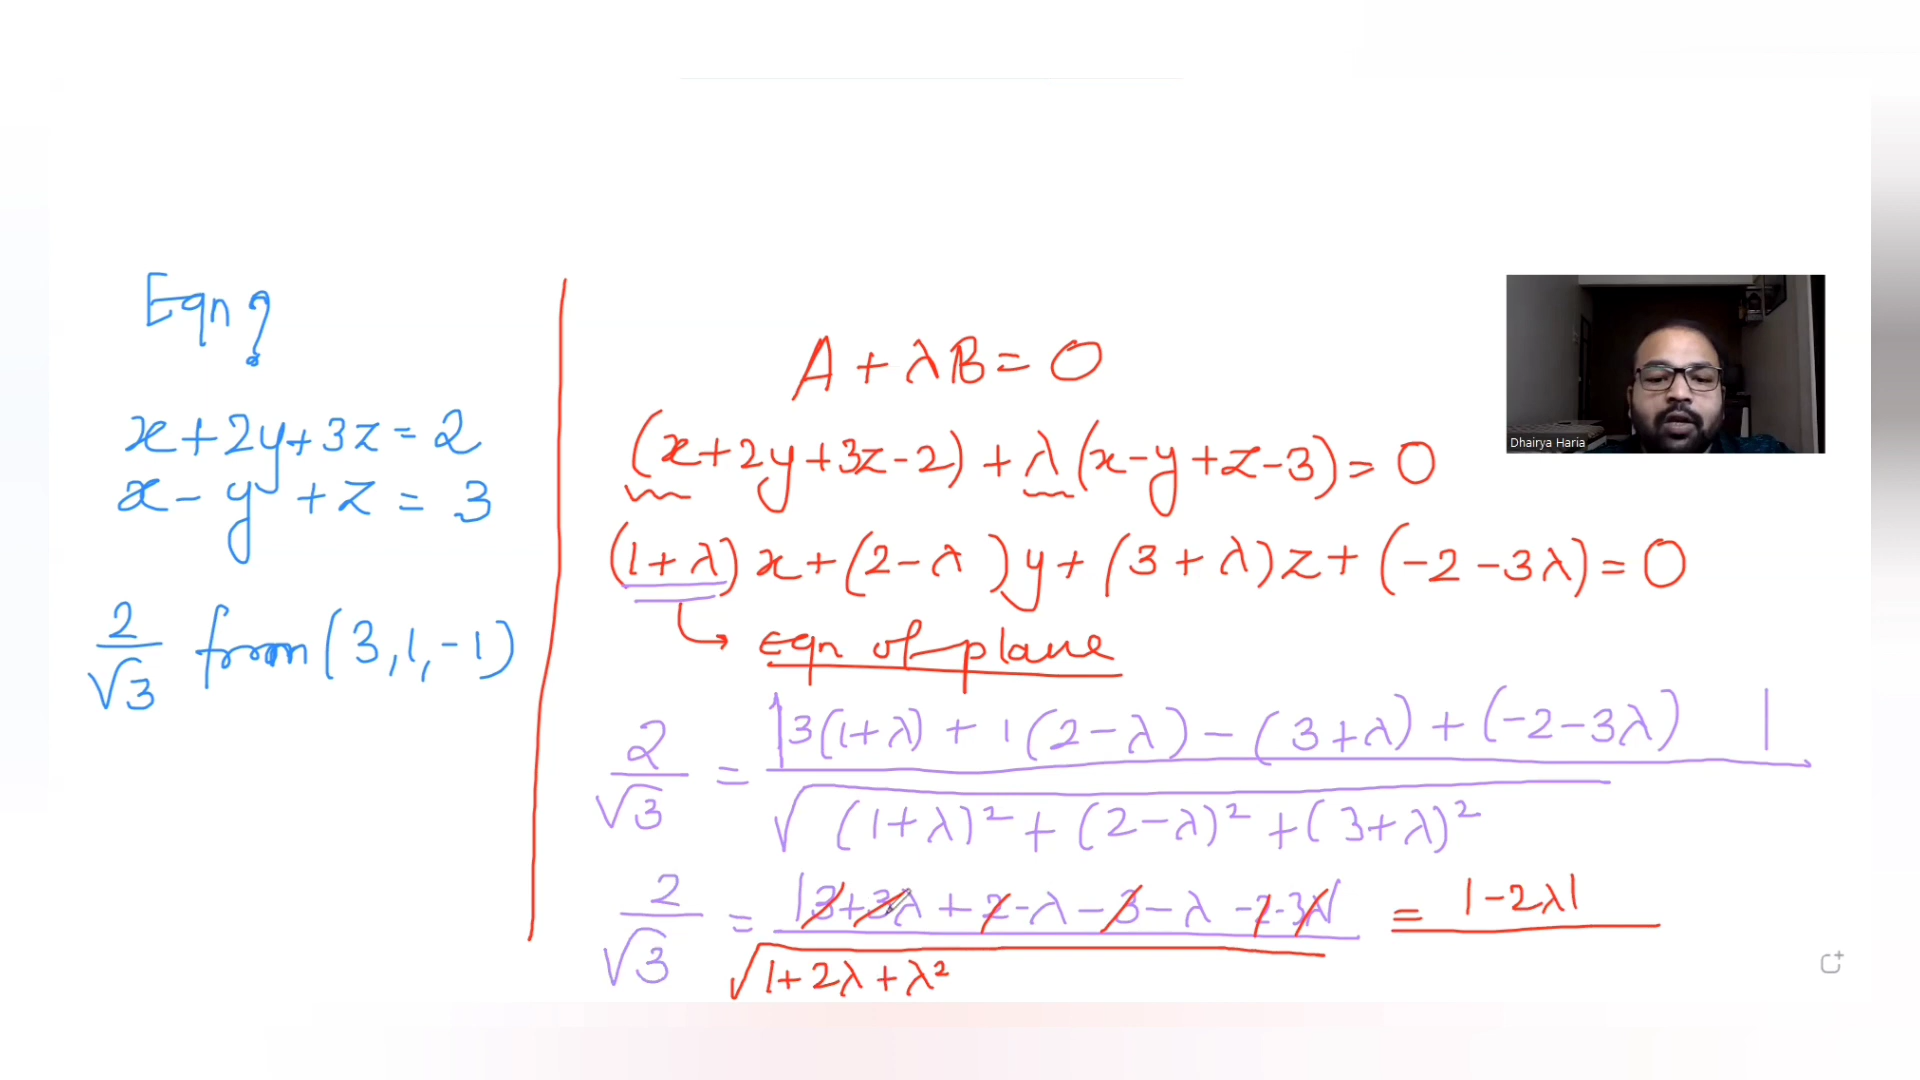 Eqn?
x+2y+3z=2
x-y+z=3
2/√3 from (3,1,-1)
A+λB=0
(x+2y+3z-2)+λ(x-y+z-3)=0
(1+λ)x+(2-λ)y+(3+λ)z+(-2-3λ)=0
Eqn of plane
2/√3 = |3(1+λ)+1(2-λ)-(3+λ)+(-2-3λ)| / √(1+λ)²+(2-λ)²+(3+λ)²
2/√3 = |3+3λ+2-λ-3-λ-2-3λ| / √1+2λ+λ² = |-2λ|
Dhairya Haria